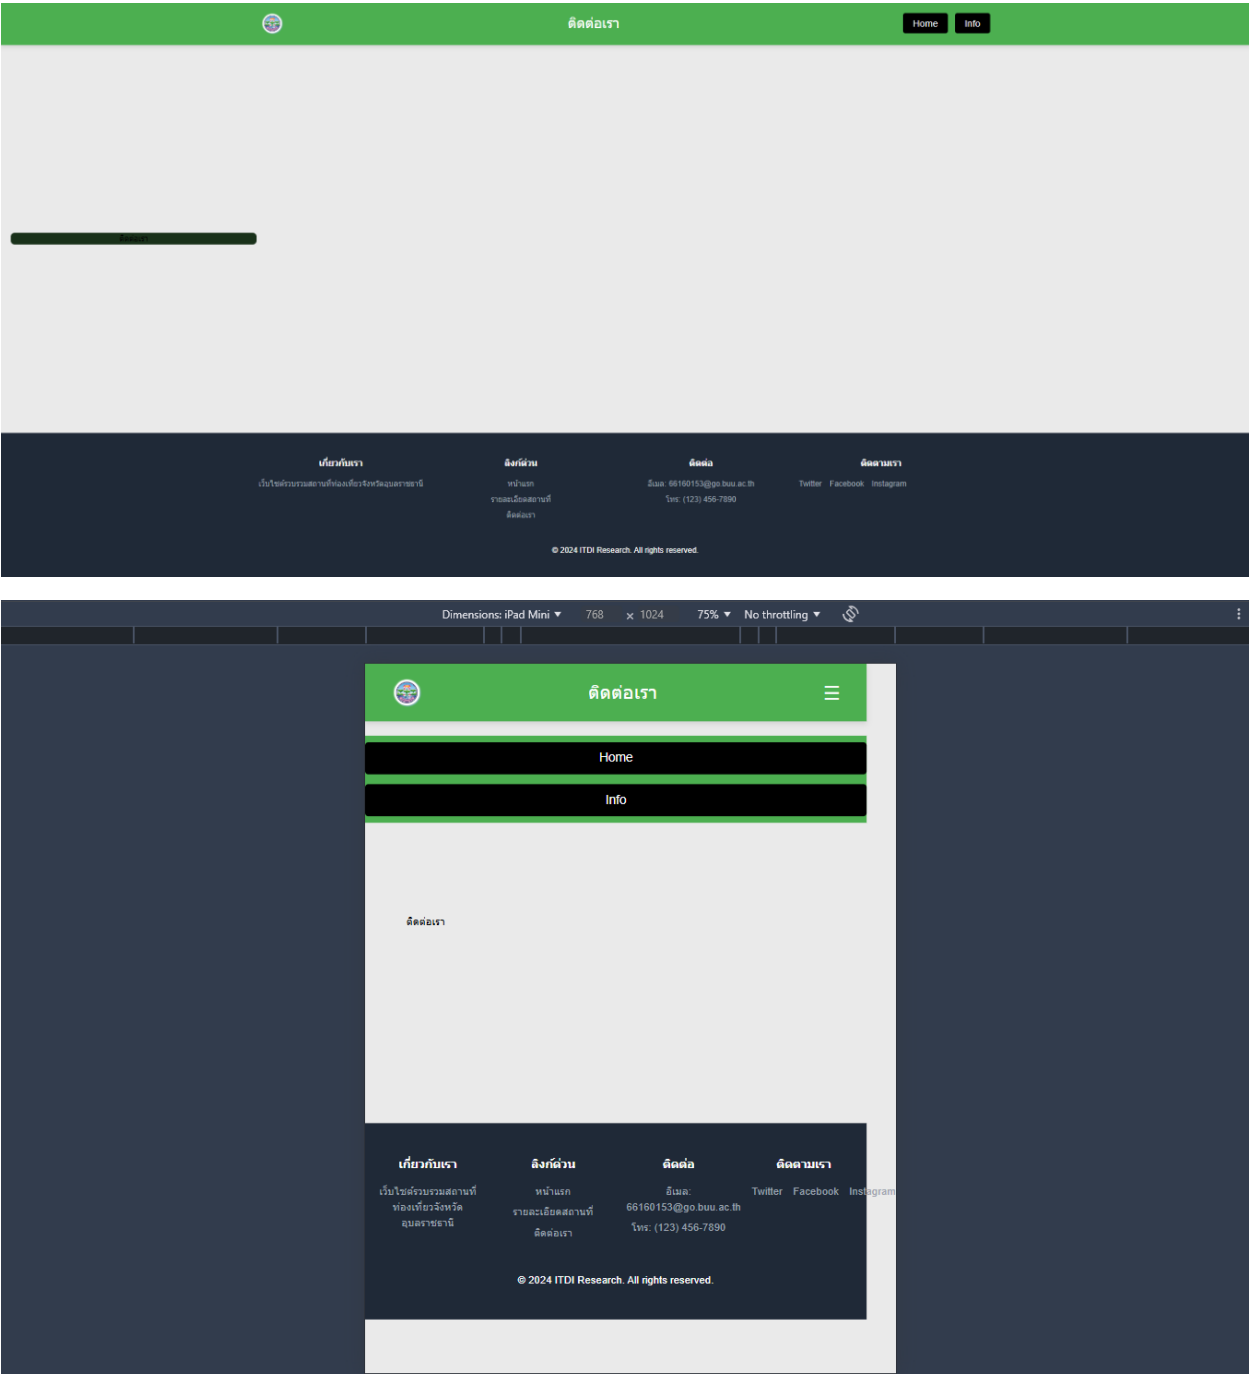 ติดต่อเรา
Home Info
ติดต่อเรา
เกี่ยวกับเรา ลิงก์ด่วน ติดต่อ ติดตามเรา
เว็บไซต์รวบรวมสถานที่ท่องเที่ยวจังหวัดอุบลราชธานี หน้าแรก อีเมล: 66160153@go.buu.ac.th Twitter Facebook Instagram
รายละเอียดสถานที่ โทร: (123) 456-7890
ติดต่อเรา
© 2024 ITDI Research. All rights reserved.
Dimensions: iPad Mini ▼ 768 × 1024 75% ▼ No throttling ▼
ติดต่อเรา ☰
Home
Info
ติดต่อเรา
เกี่ยวกับเรา ลิงก์ด่วน ติดต่อ ติดตามเรา
เว็บไซต์รวบรวมสถานที่ หน้าแรก อีเมล: Twitter Facebook Instagram
ท่องเที่ยวจังหวัด รายละเอียดสถานที่ 66160153@go.buu.ac.th
อุบลราชธานี ติดต่อเรา โทร: (123) 456-7890
© 2024 ITDI Research. All rights reserved.